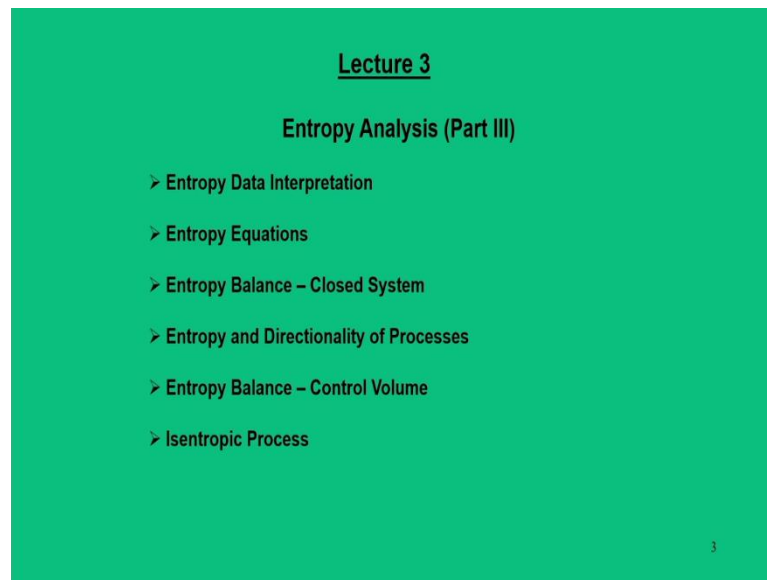 Lecture 3
Entropy Analysis (Part III)
➢ Entropy Data Interpretation
➢ Entropy Equations
➢ Entropy Balance – Closed System
➢ Entropy and Directionality of Processes
➢ Entropy Balance – Control Volume
➢ Isentropic Process
3